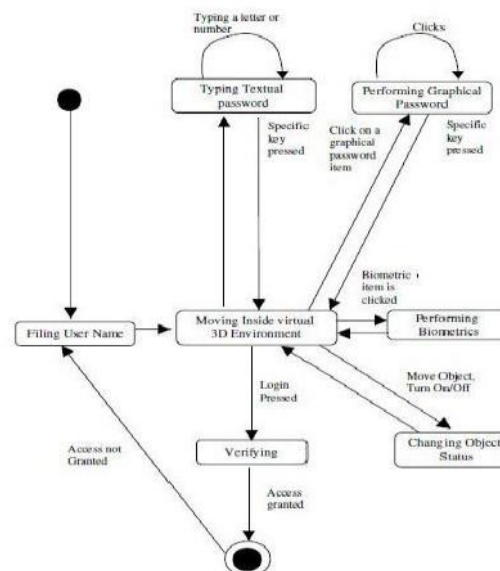 Typing a letter or
number
Clicks
Typing Textual
password
Performing Graphical
Password
Specific
key
pressed
Click on a
graphical
password
item
Specific
key
pressed
Biometric
item is
clicked
Filing User Name
Moving Inside virtual
3D Environment
Performing
Biometrics
Login
Pressed
Move Object,
Turn On/Off
Access not
Granted
Verifying
Changing Object
Status
Access
granted